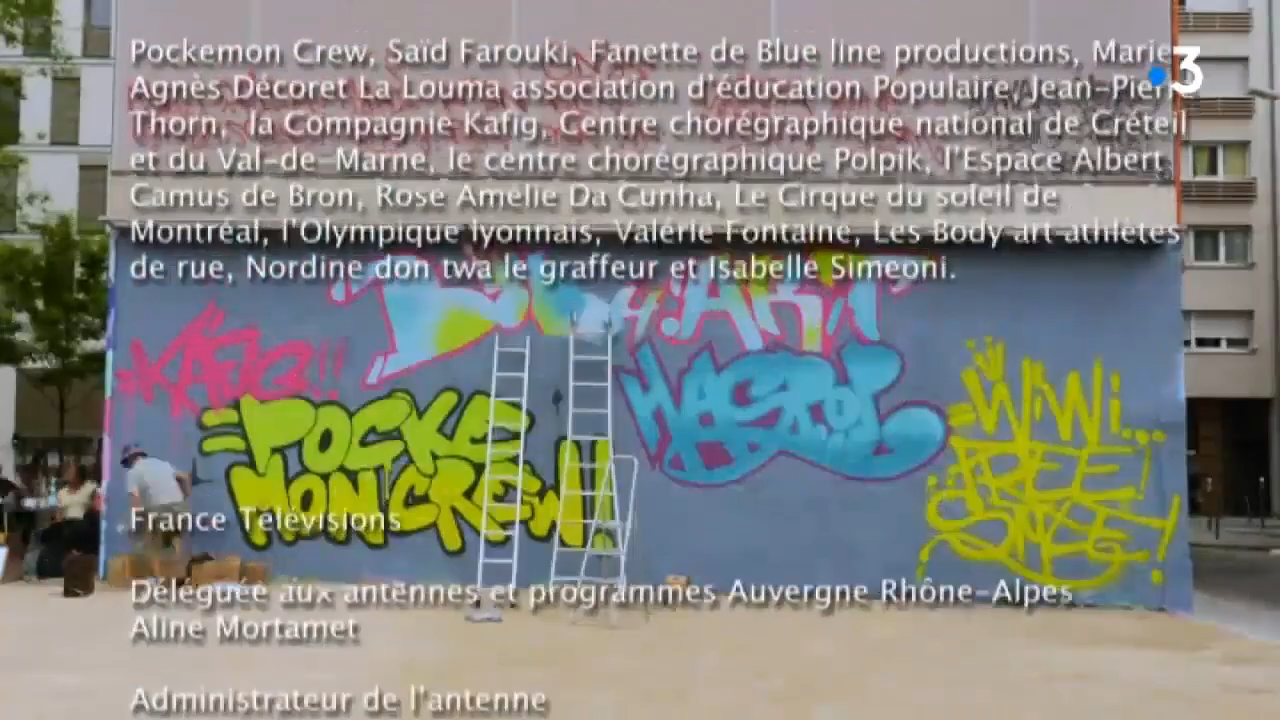 Pockemon Crew, Saïd Farouki, Fanette de Blue line productions, Marie
3
Agnès Décoret La Louma association d'éducation Populaire, Jean-Pierr
Thorn, la Compagnie Kafig, Centre chorégraphique national de Créteil
et du Val-de-Marne, le centre chorégraphique Polpik, l'Espace Albert
Camus de Bron, Rose Amélie Da Cunha, Le Cirque du soleil de
Montréal, l'Olympique lyonnais, Valérie Fontaine, Les Body art athlètes
de rue, Nordine don twa le graffeur et Isabelle Simeoni.
KAFIG!!
POCKE
MON CREW
WiWi...
FREE!
France Télévisions
Déléguée aux antennes et programmes Auvergne Rhône-Alpes
Aline Mortamet
Administrateur de l'antenne